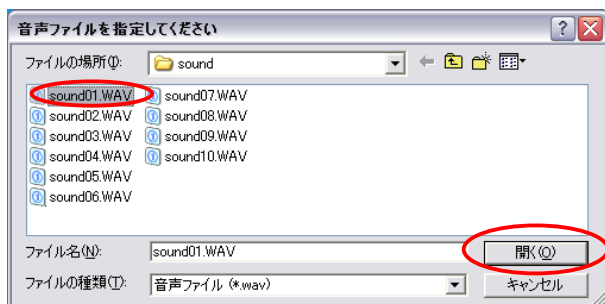 音声ファイルを指定してください
ファイルの場所(I):
sound
sound01.WAV
sound02.WAV
sound03.WAV
sound04.WAV
sound05.WAV
sound06.WAV
sound07.WAV
sound08.WAV
sound09.WAV
sound10.WAV
ファイル名(N):
sound01.WAV
開く(O)
ファイルの種類(T):
音声ファイル (*.wav)
キャンセル